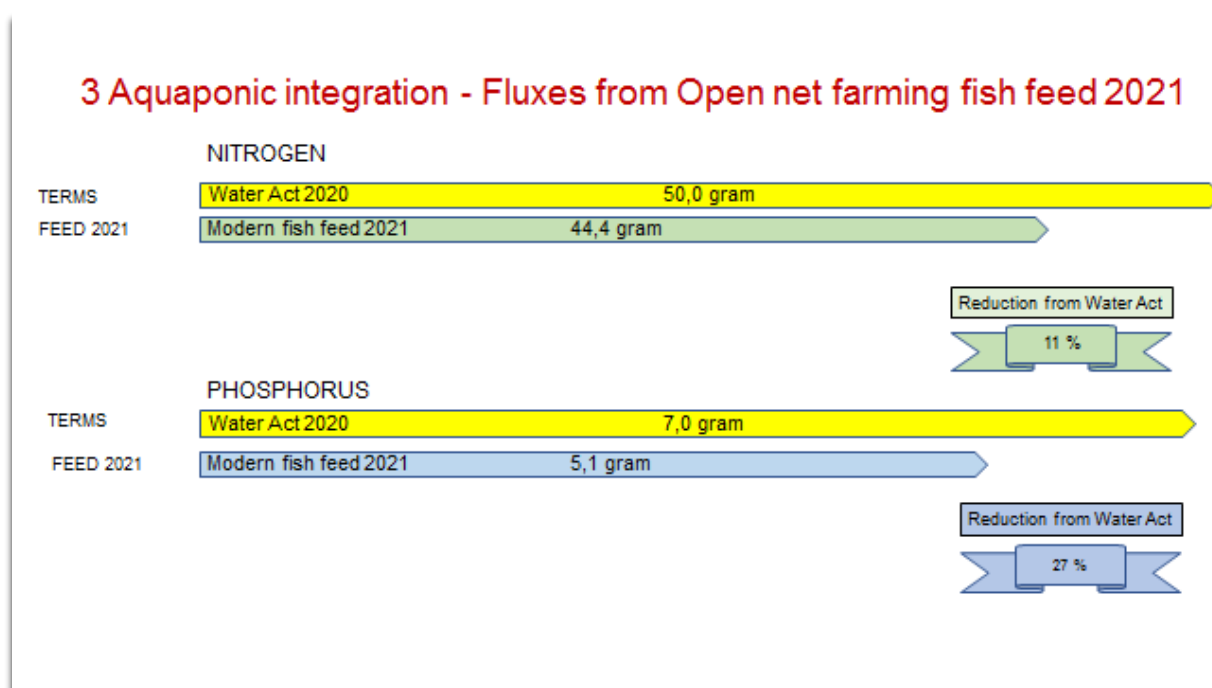 3 Aquaponic integration - Fluxes from Open net farming fish feed 2021
NITROGEN
TERMS Water Act 2020 50,0 gram
FEED 2021 Modern fish feed 2021 44,4 gram
Reduction from Water Act
11 %
PHOSPHORUS
TERMS Water Act 2020 7,0 gram
FEED 2021 Modern fish feed 2021 5,1 gram
Reduction from Water Act
27 %